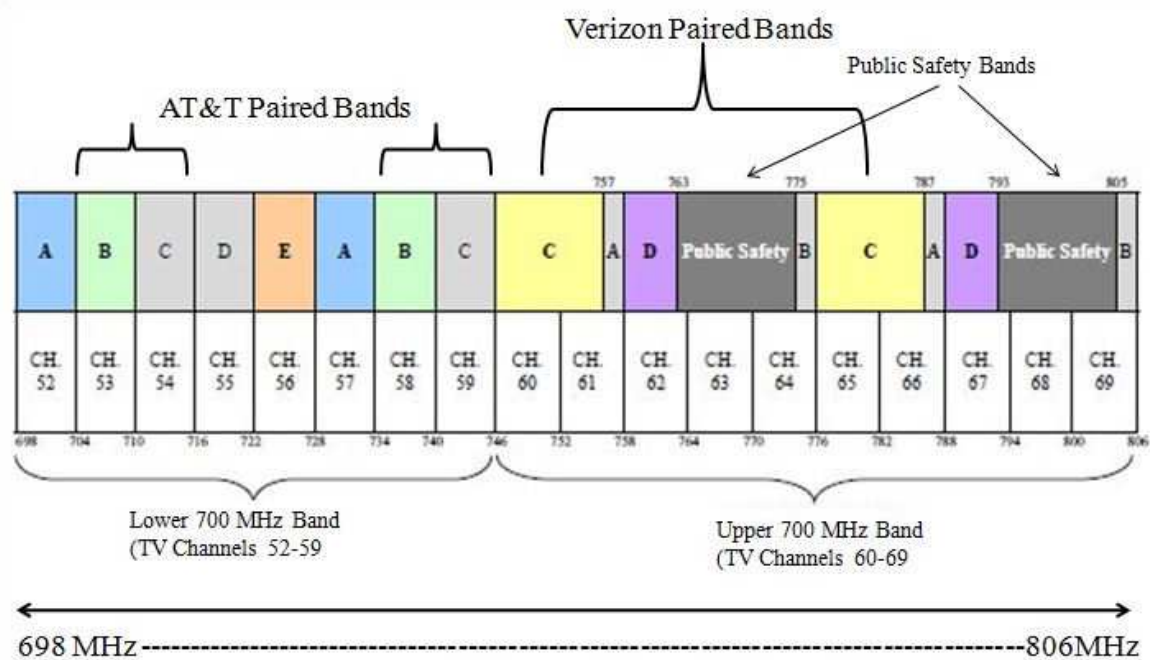 Verizon Paired Bands
Public Safety Bands
AT&T Paired Bands
757 763 775 787 793 805
A B C D E A B C C A D Public Safety B C A D Public Safety B
CH. CH. CH. CH. CH. CH. CH. CH. CH. CH. CH. CH. CH. CH. CH. CH. CH. CH.
52 53 54 55 56 57 58 59 60 61 62 63 64 65 66 67 68 69
698 704 710 716 722 728 734 740 746 752 758 764 770 776 782 788 794 800 806
Lower 700 MHz Band
(TV Channels 52-59
Upper 700 MHz Band
(TV Channels 60-69
698 MHz 806MHz